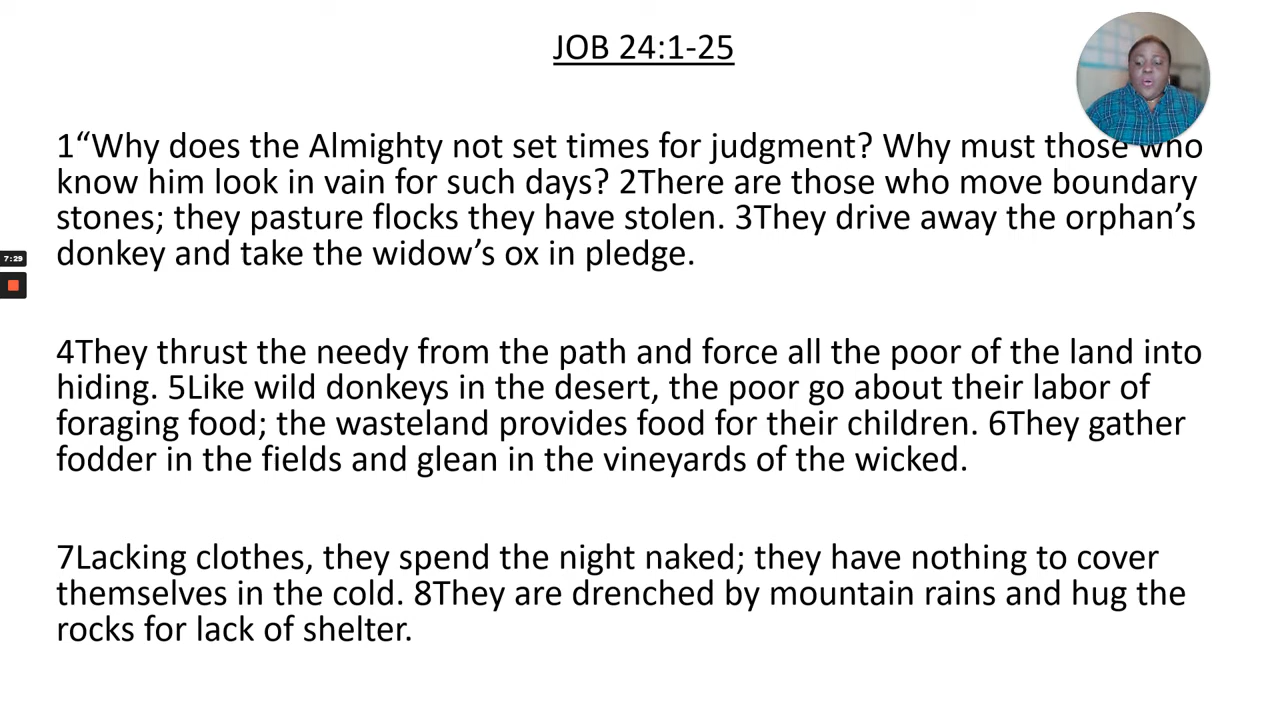 JOB 24:1-25
1“Why does the Almighty not set times for judgment? Why must those who
know him look in vain for such days? 2There are those who move boundary
stones; they pasture flocks they have stolen. 3They drive away the orphan’s
donkey and take the widow’s ox in pledge.
7:29
4They thrust the needy from the path and force all the poor of the land into
hiding. 5Like wild donkeys in the desert, the poor go about their labor of
foraging food; the wasteland provides food for their children. 6They gather
fodder in the fields and glean in the vineyards of the wicked.
7Lacking clothes, they spend the night naked; they have nothing to cover
themselves in the cold. 8They are drenched by mountain rains and hug the
rocks for lack of shelter.